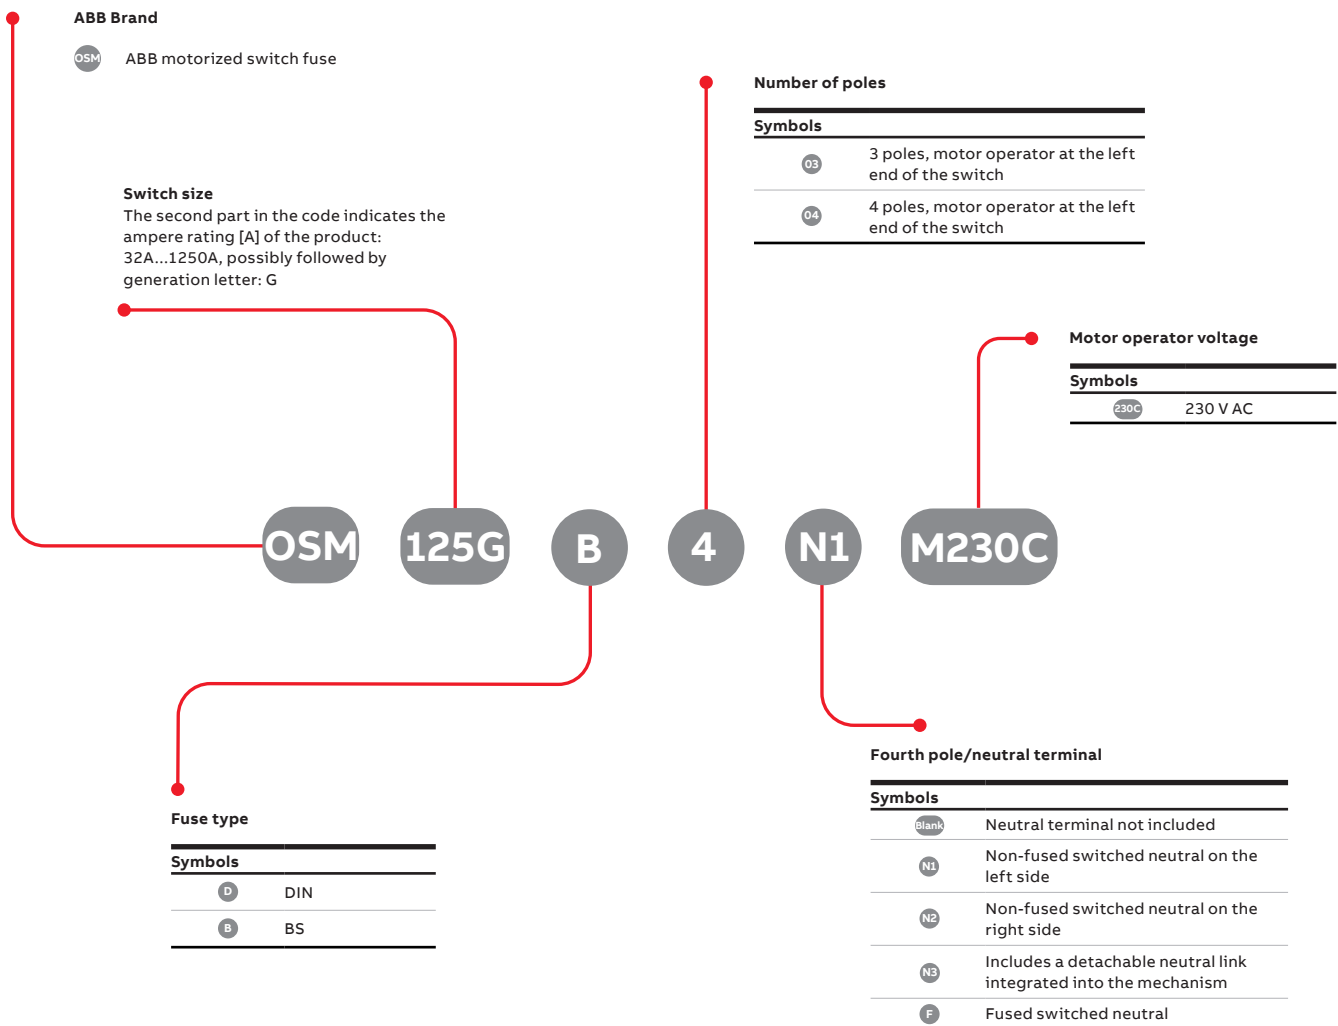 ABB Brand
OSM ABB motorized switch fuse
Number of poles
Symbols
03 3 poles, motor operator at the left
end of the switch
04 4 poles, motor operator at the left
end of the switch
Switch size
The second part in the code indicates the
ampere rating [A] of the product:
32A...1250A, possibly followed by
generation letter: G
Motor operator voltage
Symbols
230C 230 V AC
OSM 125G B 4 N1 M230C
Fuse type
Symbols
D DIN
B BS
Fourth pole/neutral terminal
Symbols
Blank Neutral terminal not included
N1 Non-fused switched neutral on the
left side
N2 Non-fused switched neutral on the
right side
N3 Includes a detachable neutral link
integrated into the mechanism
F Fused switched neutral